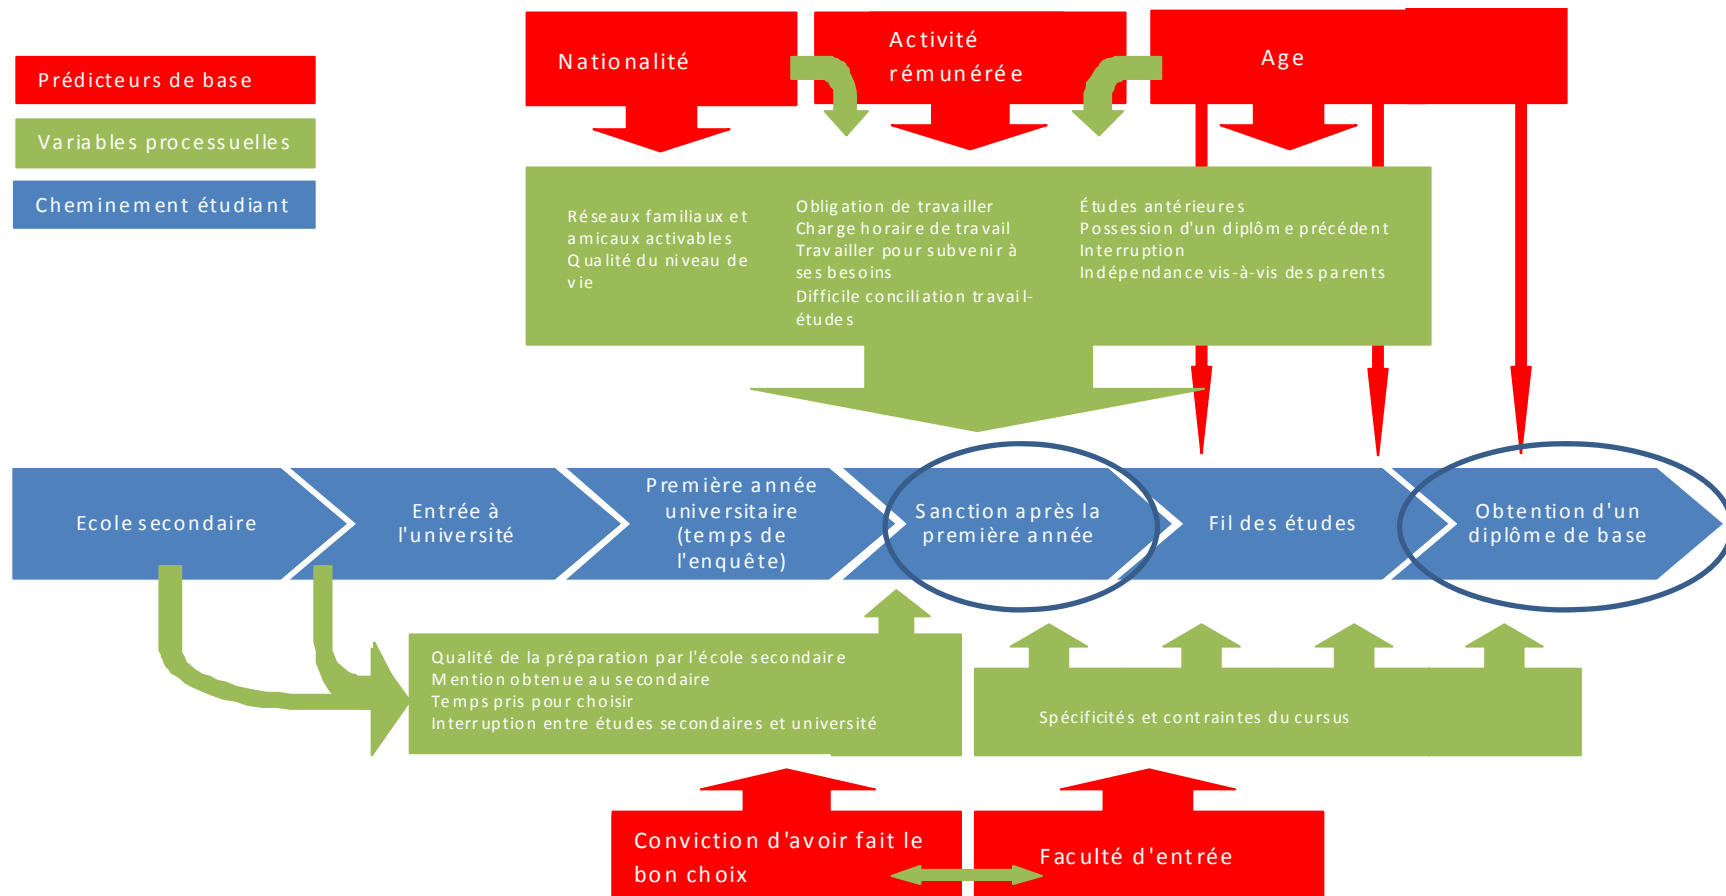 Prédicteurs de base
Variables processuelles
Cheminement étudiant
Nationalité
Activité
rémunérée
Age
Réseaux familiaux et
amicaux activables
Qualité du niveau de
vie
Obligation de travailler
Charge horaire de travail
Travailler pour subvenir à
ses besoins
Difficile conciliation travail-
études
Études antérieures
Possession d'un diplôme précédent
Interruption
Indépendance vis-à-vis des parents
Ecole secondaire
Entrée à
l'université
Première année
universitaire
(temps de
l'enquête)
Sanction après la
première année
Fil des études
Obtention d'un
diplôme de base
Qualité de la préparation par l'école secondaire
Mention obtenue au secondaire
Temps pris pour choisir
Interruption entre études secondaires et université
Spécificités et contraintes du cursus
Conviction d'avoir fait le
bon choix
Faculté d'entrée